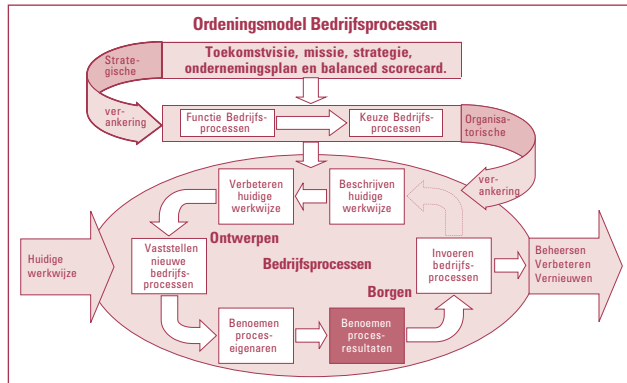 Ordeningsmodel Bedrijfsprocessen
Strate-
gische
Toekomstvisie, missie, strategie,
ondernemingsplan en balanced scorecard.
ver-
ankering
Functie Bedrijfs-
processen
Keuze Bedrijfs-
processen
Organisa-
torische
ver-
ankering
Verbeteren
huidige
werkwijze
Beschrijven
huidige
werkwijze
Ontwerpen
Huidige
werkwijze
Vaststellen
nieuwe
bedrijfs-
processen
Bedrijfsprocessen
Invoeren
bedrijfs-
processen
Beheersen
Verbeteren
Vernieuwen
Borgen
Benoemen
proces-
eigenaren
Benoemen
proces-
resultaten